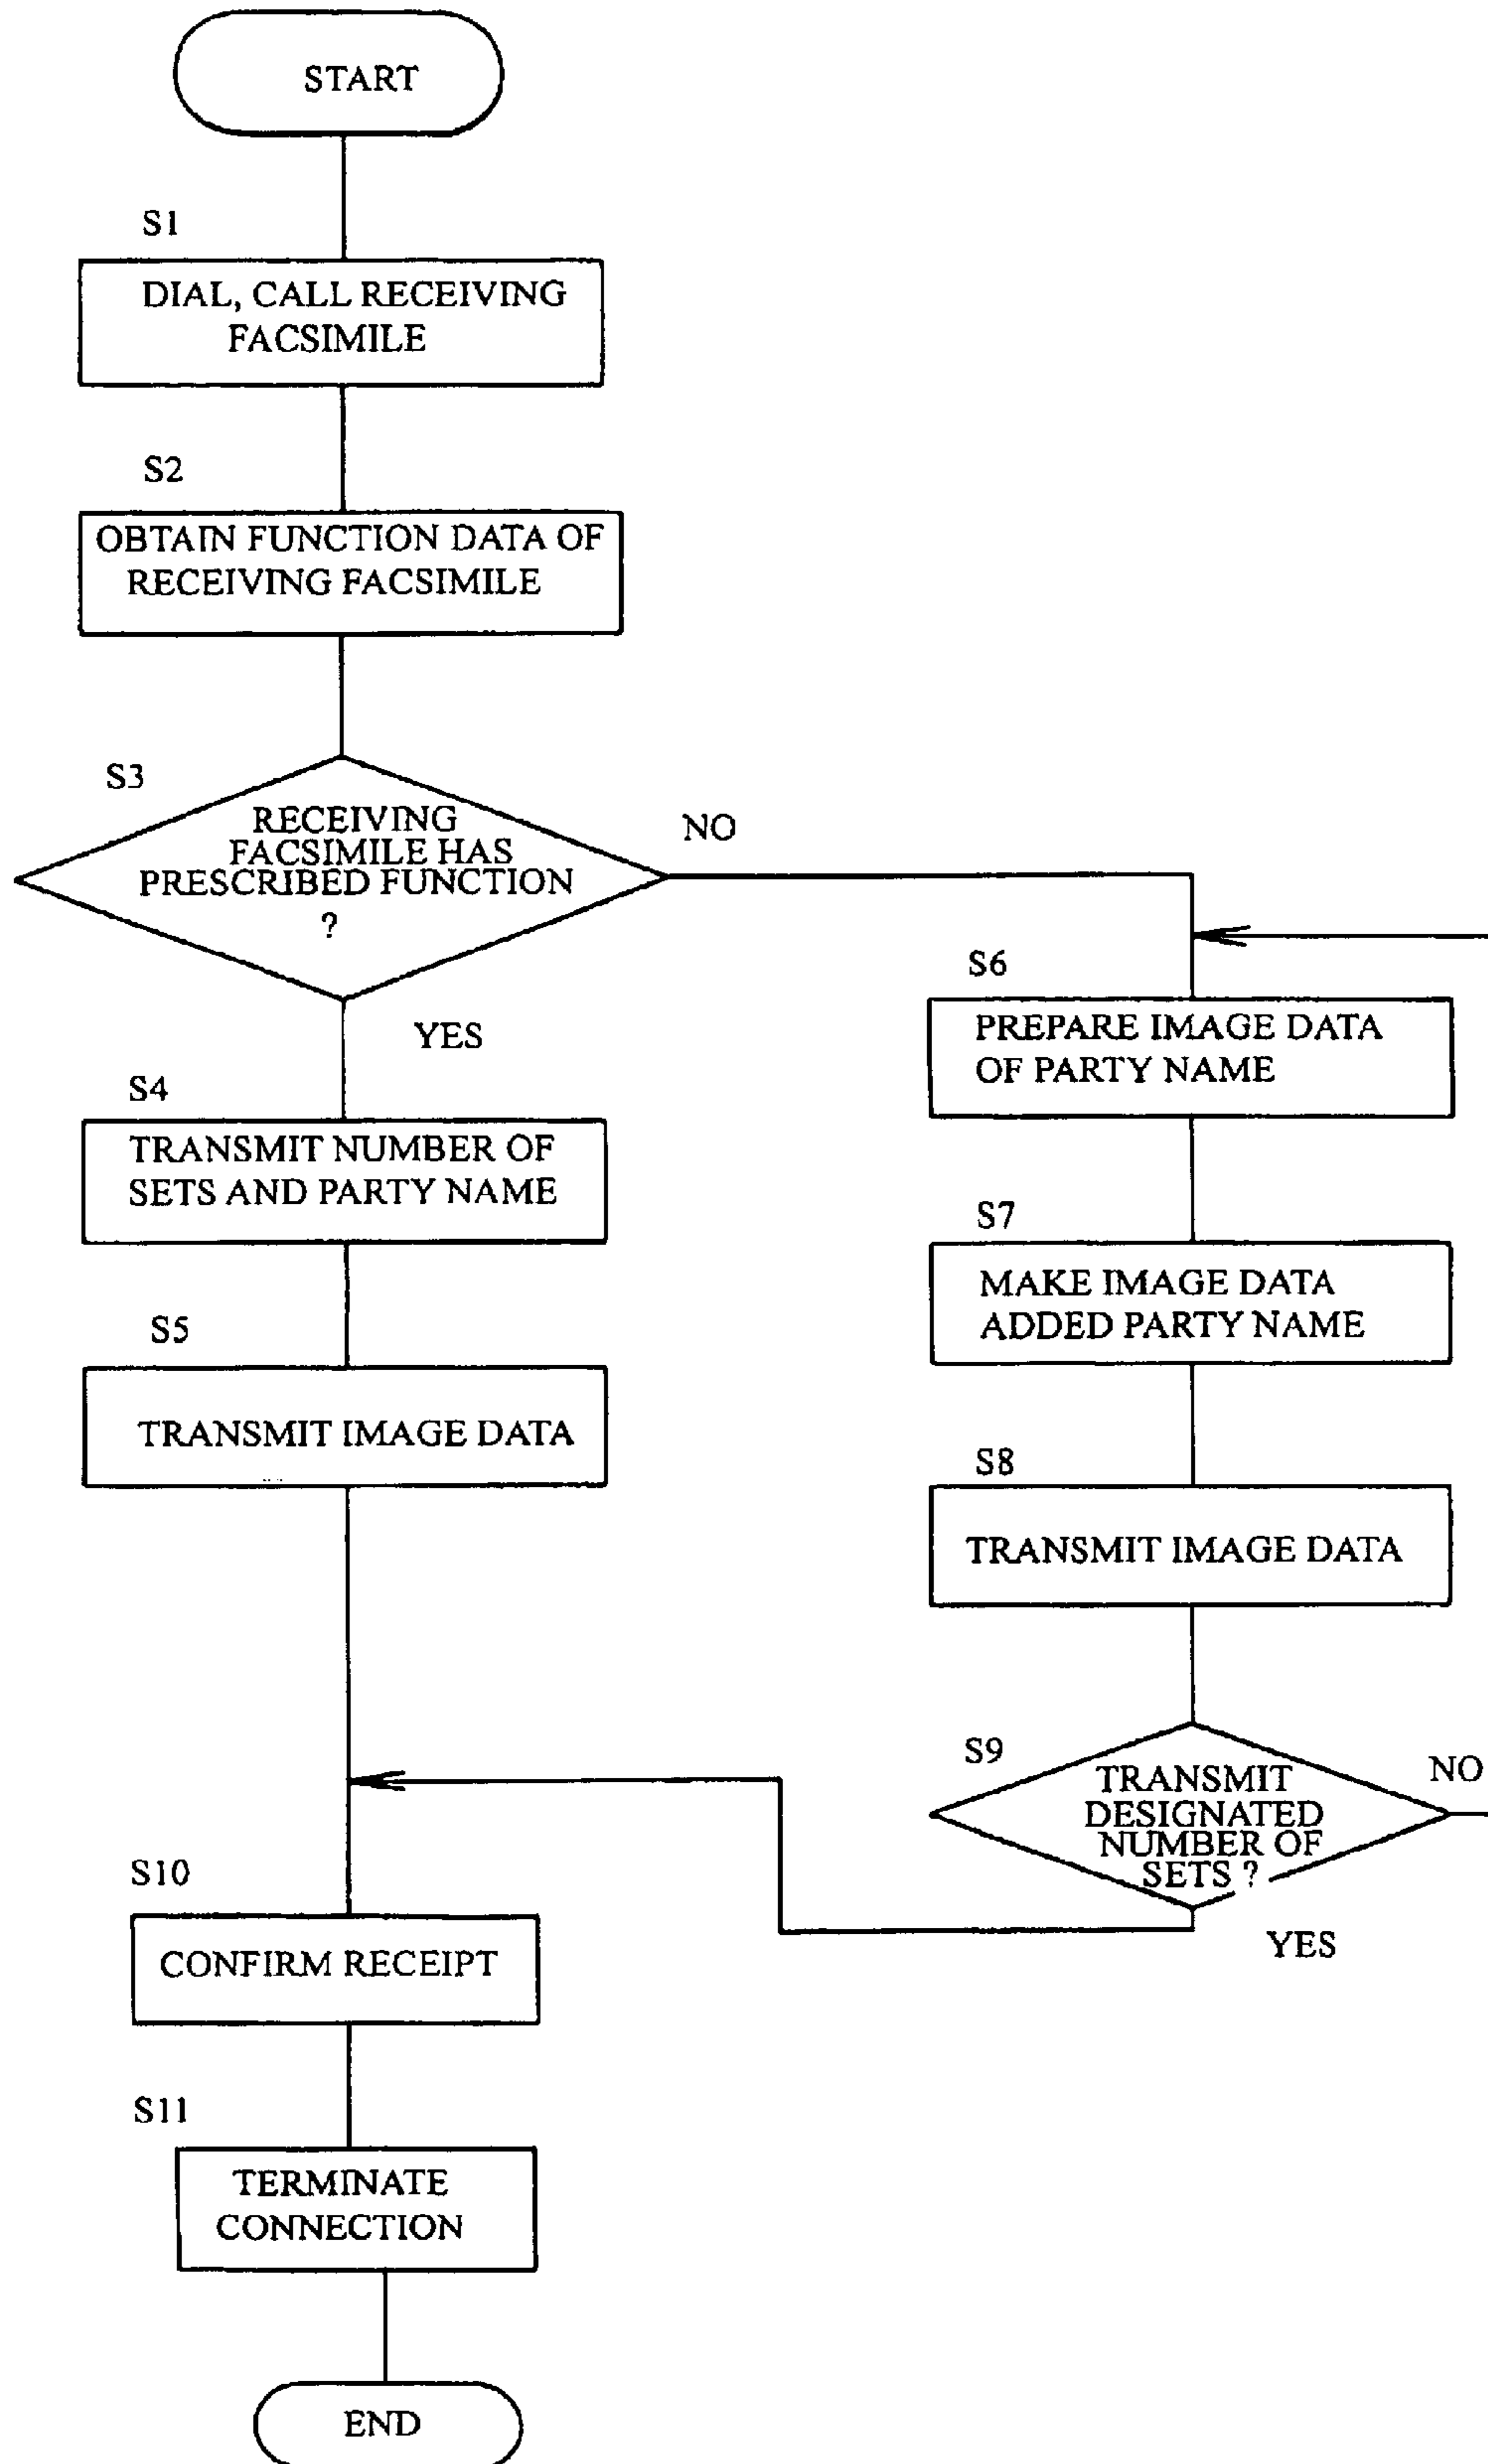 START
S1
DIAL, CALL RECEIVING
FACSIMILE
S2
OBTAIN FUNCTION DATA OF
RECEIVING FACSIMILE
S3
RECEIVING
FACSIMILE HAS
PRESCRIBED FUNCTION
?
NO
YES
S4
TRANSMIT NUMBER OF
SETS AND PARTY NAME
S5
TRANSMIT IMAGE DATA
S6
PREPARE IMAGE DATA
OF PARTY NAME
S7
MAKE IMAGE DATA
ADDED PARTY NAME
S8
TRANSMIT IMAGE DATA
S9
TRANSMIT
DESIGNATED
NUMBER OF
SETS ?
NO
YES
S10
CONFIRM RECEIPT
S11
TERMINATE
CONNECTION
END